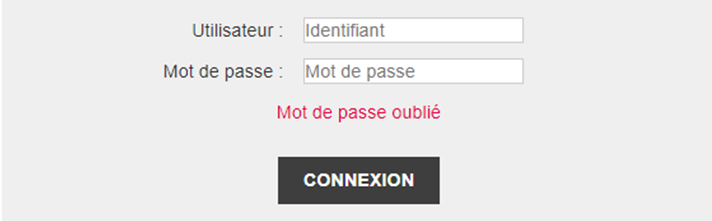 Utilisateur : Identifiant
Mot de passe : Mot de passe
Mot de passe oublié
CONNEXION